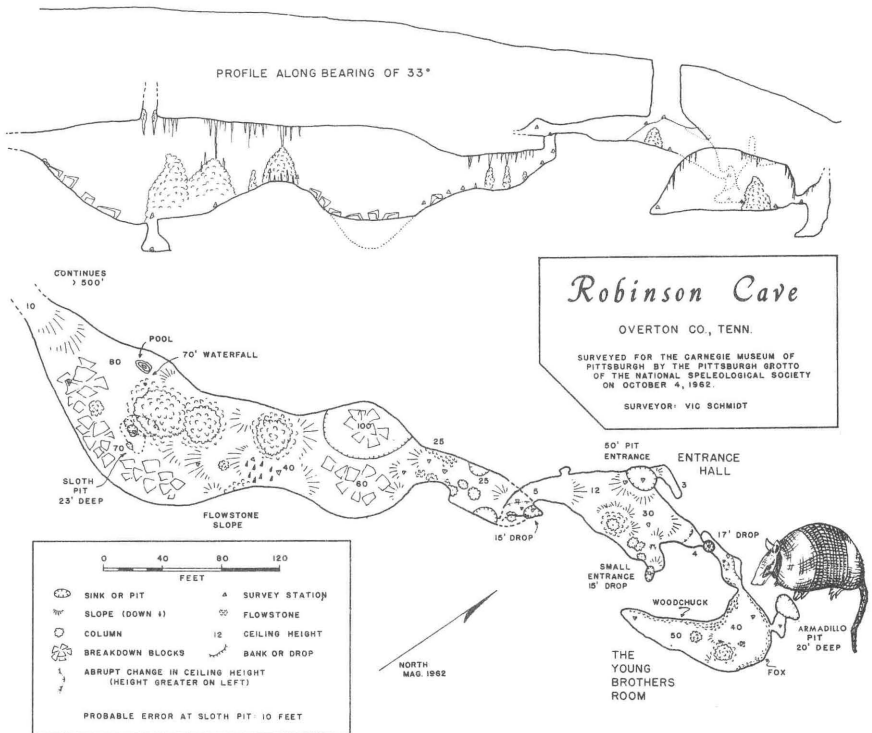 PROFILE ALONG BEARING OF 33°
CONTINUES
> 500'
10
POOL
80
70' WATERFALL
70
SLOTH
PIT
23' DEEP
40
FLOWSTONE
SLOPE
100
60
25
25
5
15' DROP
12
50' PIT
ENTRANCE
ENTRANCE
HALL
3
30
SMALL
ENTRANCE
15' DROP
4
17' DROP
WOODCHUCK
50
40
THE
YOUNG
BROTHERS
ROOM
FOX
ARMADILLO
PIT
20' DEEP
Robinson Cave
OVERTON CO., TENN.
SURVEYED FOR THE CARNEGIE MUSEUM OF
PITTSBURGH BY THE PITTSBURGH GROTTO
OF THE NATIONAL SPELEOLOGICAL SOCIETY
ON OCTOBER 4, 1962.
SURVEYOR: VIC SCHMIDT
0 40 80 120
FEET
SINK OR PIT
SURVEY STATION
SLOPE (DOWN ↓)
FLOWSTONE
COLUMN
12 CEILING HEIGHT
BREAKDOWN BLOCKS
BANK OR DROP
ABRUPT CHANGE IN CEILING HEIGHT
(HEIGHT GREATER ON LEFT)
PROBABLE ERROR AT SLOTH PIT: 10 FEET
NORTH
MAG. 1962